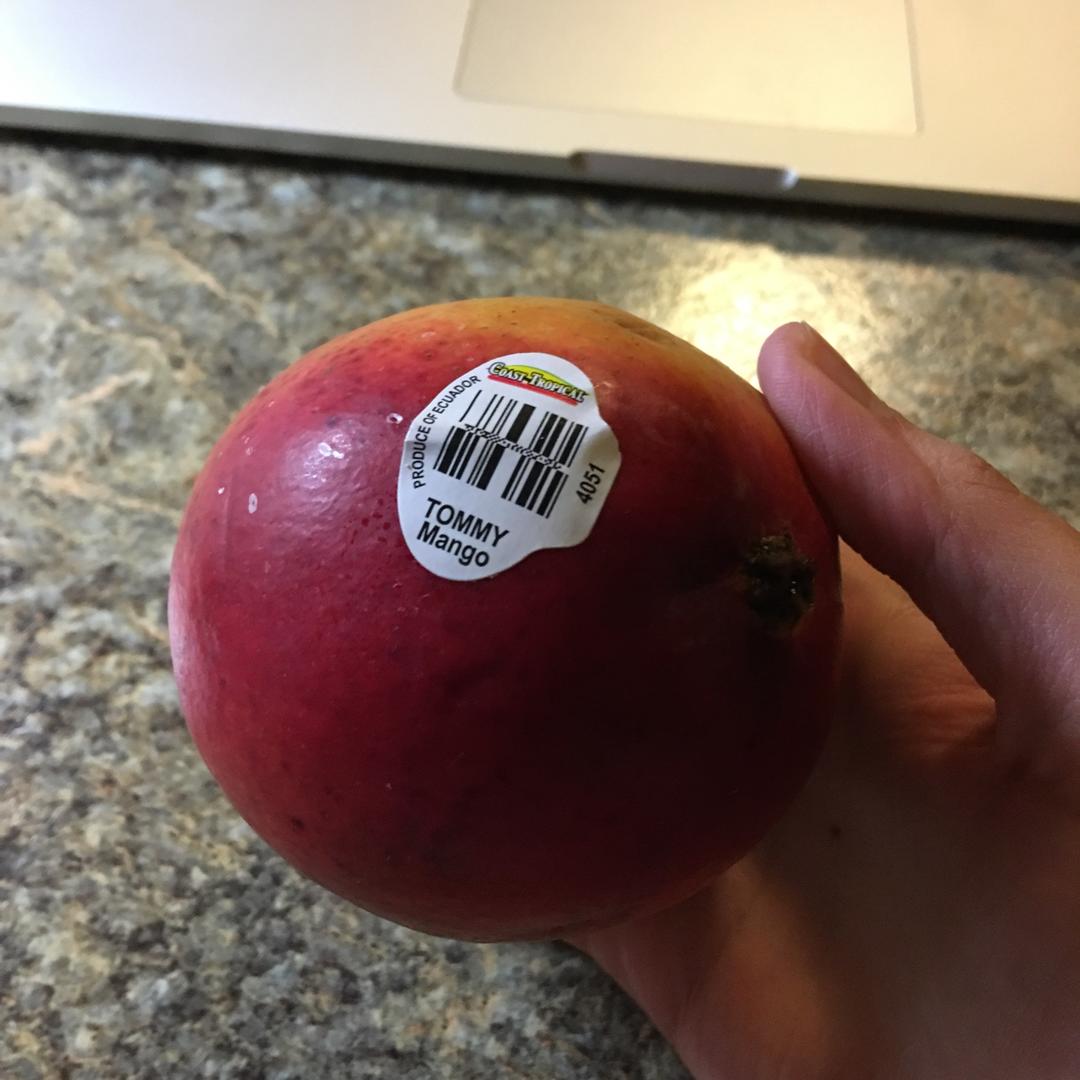 COAST TROPICAL
PRODUCE OF ECUADOR
4051
TOMMY
Mango